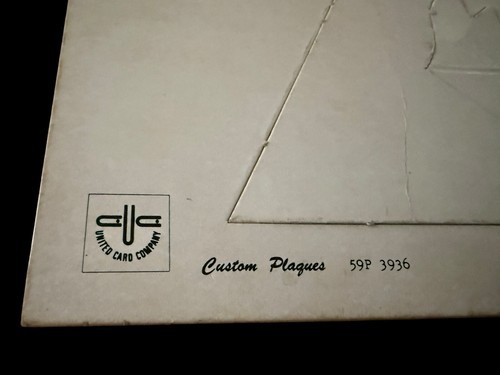 UNITED CARD COMPANY
Custom Plaques 59P 3936